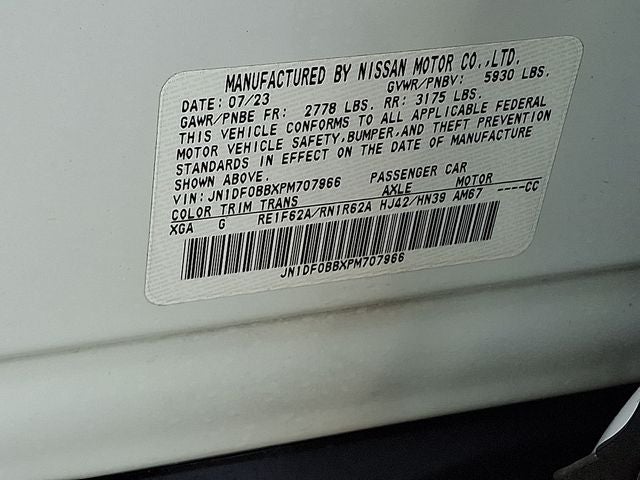 MANUFACTURED BY NISSAN MOTOR CO.,LTD.
DATE: 07/23 GVWR/PNBV: 5930 LBS.
GAWR/PNBE FR: 2778 LBS. RR: 3175 LBS.
THIS VEHICLE CONFORMS TO ALL APPLICABLE FEDERAL
MOTOR VEHICLE SAFETY,BUMPER,AND THEFT PREVENTION
STANDARDS IN EFFECT ON THE DATE OF MANUFACTURE
SHOWN ABOVE.
VIN: JN1DF0BBXPM707966 PASSENGER CAR
COLOR TRIM TRANS AXLE MOTOR
XGA G RE1F62A/RN1R62A HJ42/HN39 AM67 ----CC
JN1DF0BBXPM707966